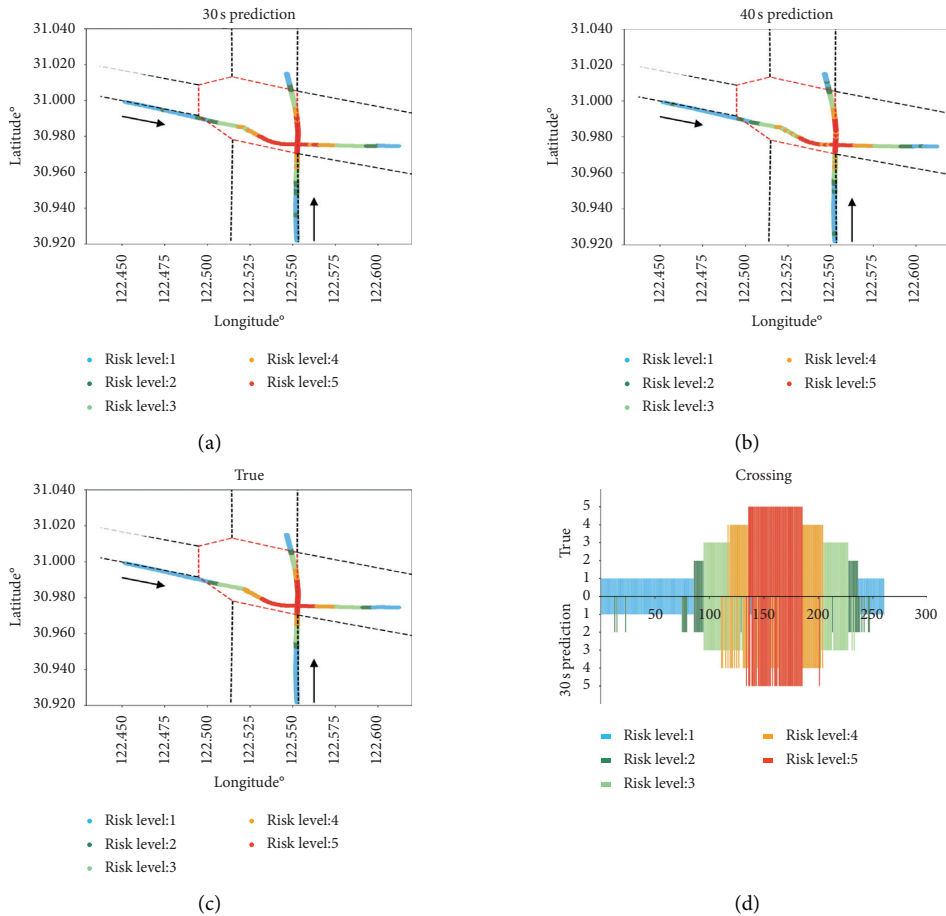 30 s prediction
31.040
31.020
31.000
30.980
30.960
30.940
30.920
Latitude°
122.450
122.475
122.500
122.525
122.550
122.575
122.600
Longitude°
Risk level:1
Risk level:2
Risk level:3
Risk level:4
Risk level:5
(a)
40 s prediction
31.040
31.020
31.000
30.980
30.960
30.940
30.920
Latitude°
122.450
122.475
122.500
122.525
122.550
122.575
122.600
Longitude°
Risk level:1
Risk level:2
Risk level:3
Risk level:4
Risk level:5
(b)
True
31.040
31.020
31.000
30.980
30.960
30.940
30.920
Latitude°
122.450
122.475
122.500
122.525
122.550
122.575
122.600
Longitude°
Risk level:1
Risk level:2
Risk level:3
Risk level:4
Risk level:5
(c)
Crossing
5
4
3
2
1
0
1
2
3
4
5
True
30 s prediction
50
100
150
200
250
300
Risk level:1
Risk level:2
Risk level:3
Risk level:4
Risk level:5
(d)